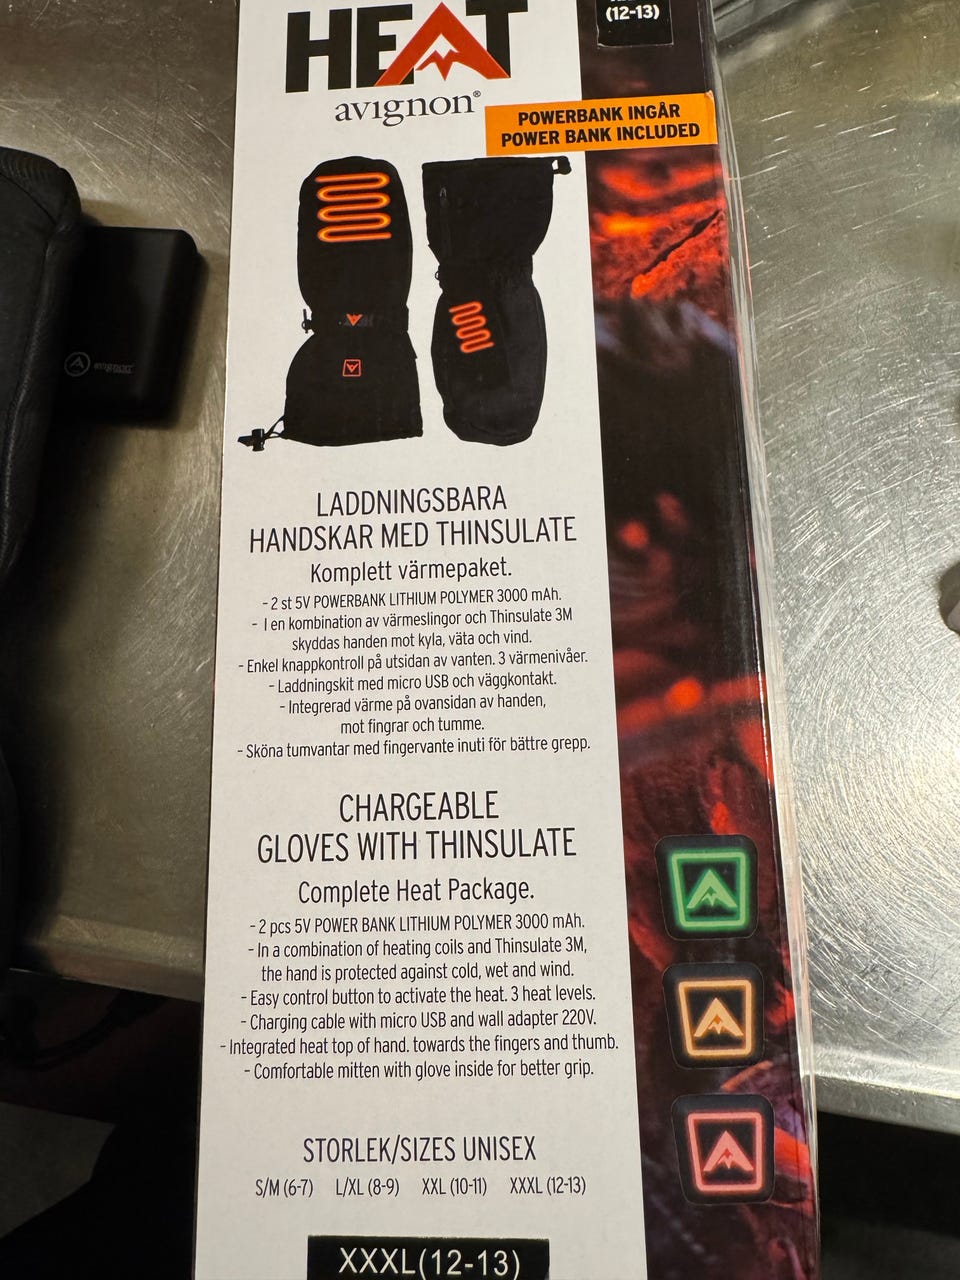 (12-13)
HEAT
avignon®
POWERBANK INGÅR
POWER BANK INCLUDED
avignon
LADDNINGSBARA
HANDSKAR MED THINSULATE
Komplett värmepaket.
- 2 st 5V POWERBANK LITHIUM POLYMER 3000 mAh.
- I en kombination av värmeslingor och Thinsulate 3M
skyddas handen mot kyla, väta och vind.
- Enkel knappkontroll på utsidan av vanten. 3 värmenivåer.
- Laddningskit med micro USB och väggkontakt.
- Integrerad värme på ovansidan av handen,
mot fingrar och tumme.
- Sköna tumvantar med fingervante inuti för bättre grepp.
CHARGEABLE
GLOVES WITH THINSULATE
Complete Heat Package.
- 2 pcs 5V POWER BANK LITHIUM POLYMER 3000 mAh.
- In a combination of heating coils and Thinsulate 3M,
the hand is protected against cold, wet and wind.
- Easy control button to activate the heat. 3 heat levels.
- Charging cable with micro USB and wall adapter 220V.
- Integrated heat top of hand. towards the fingers and thumb.
- Comfortable mitten with glove inside for better grip.
STORLEK/SIZES UNISEX
S/M (6-7) L/XL (8-9) XXL (10-11) XXXL (12-13)
XXXL(12-13)